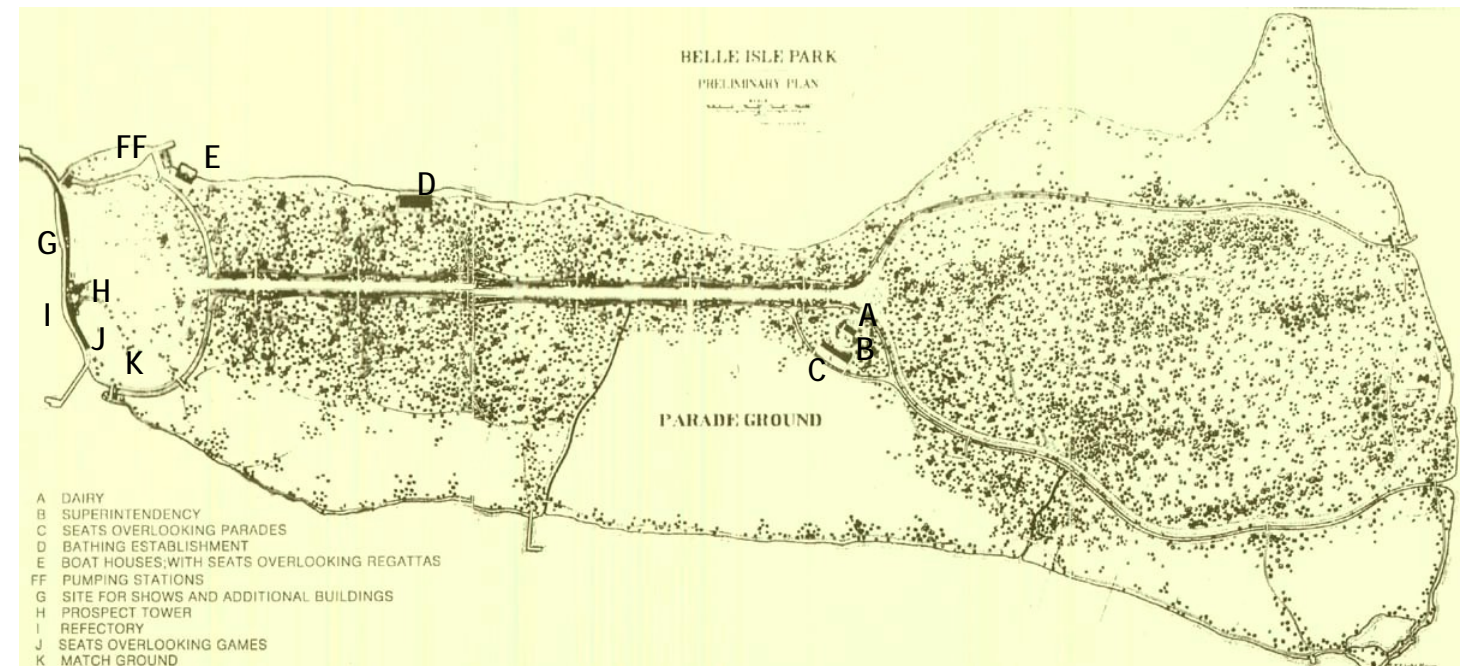 BELLE ISLE PARK
PRELIMINARY PLAN
FF
E
D
G
H
I
J
K
A
B
C
PARADE GROUND
A DAIRY
B SUPERINTENDENCY
C SEATS OVERLOOKING PARADES
D BATHING ESTABLISHMENT
E BOAT HOUSES;WITH SEATS OVERLOOKING REGATTAS
FF PUMPING STATIONS
G SITE FOR SHOWS AND ADDITIONAL BUILDINGS
H PROSPECT TOWER
I REFECTORY
J SEATS OVERLOOKING GAMES
K MATCH GROUND